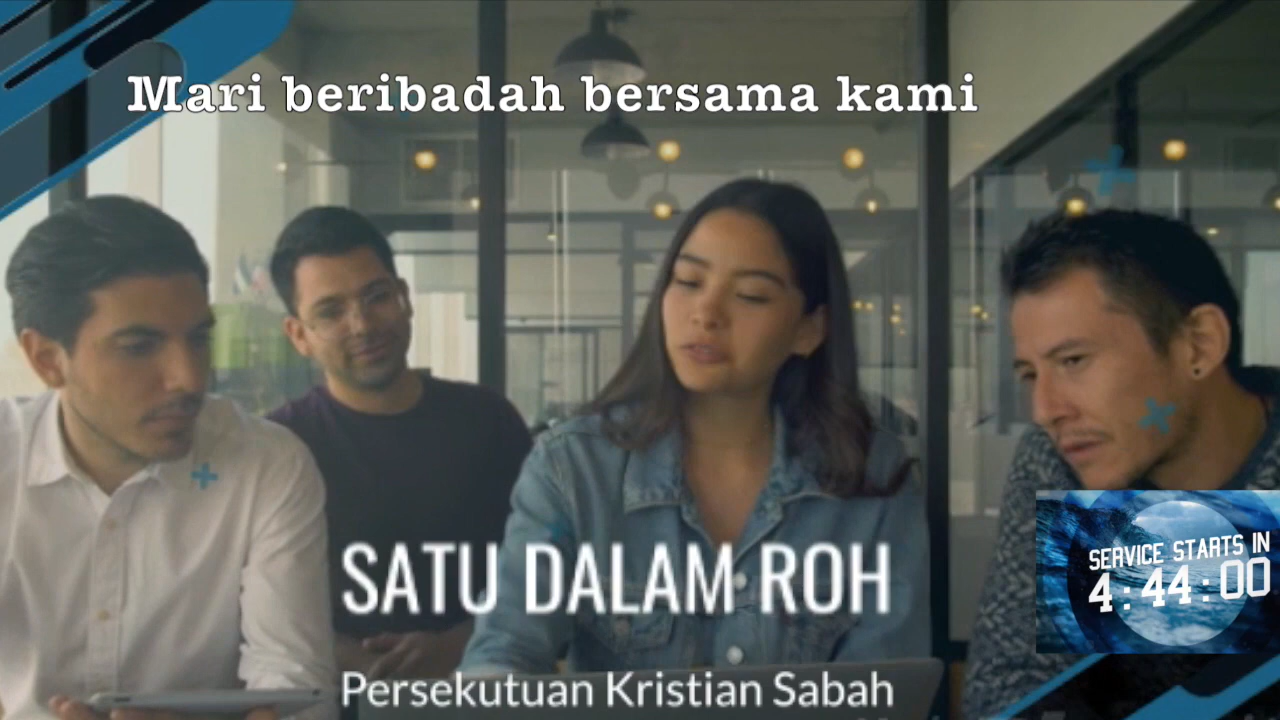 Mari beribadah bersama kami
SERVICE STARTS IN
4:44:00
SATU DALAM ROH
Persekutuan Kristian Sabah